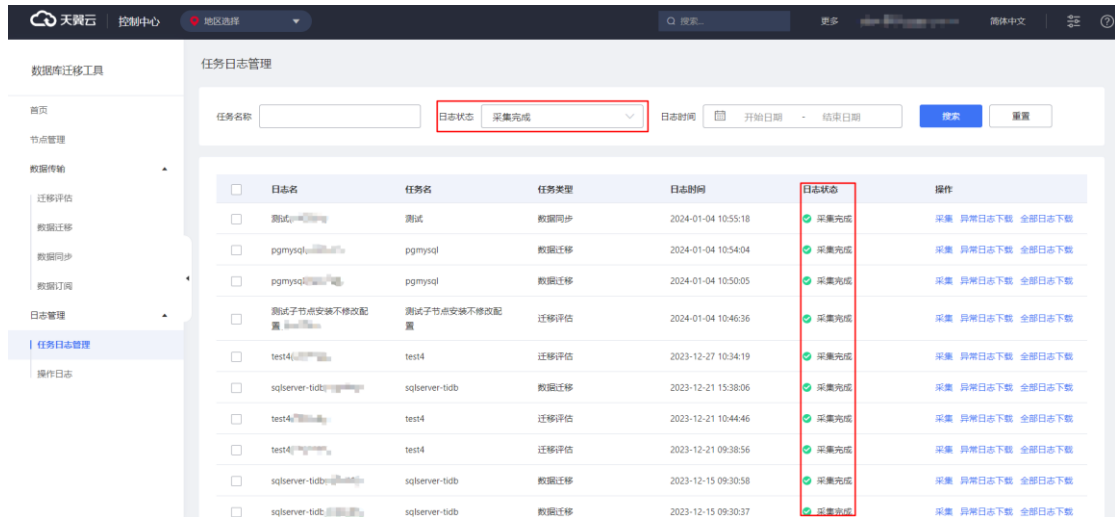 天翼云 控制中心 地区选择 搜索... 更多 简体中文
数据库迁移工具
首页
节点管理
数据传输
迁移评估
数据迁移
数据同步
数据订阅
日志管理
任务日志管理
操作日志
任务日志管理
任务名称 日志状态 采集完成 日志时间 开始日期 - 结束日期 搜索 重置
日志名 任务名 任务类型 日志时间 日志状态 操作
测试 测试 数据同步 2024-01-04 10:55:18 采集完成 采集 异常日志下载 全部日志下载
pgmysql pgmysql 数据迁移 2024-01-04 10:54:04 采集完成 采集 异常日志下载 全部日志下载
pgmysql pgmysql 数据迁移 2024-01-04 10:50:05 采集完成 采集 异常日志下载 全部日志下载
测试子节点安装不修改配 测试子节点安装不修改配
置 置 迁移评估 2024-01-04 10:46:36 采集完成 采集 异常日志下载 全部日志下载
test4 test4 迁移评估 2023-12-27 10:34:19 采集完成 采集 异常日志下载 全部日志下载
sqlserver-tidb sqlserver-tidb 数据迁移 2023-12-21 15:38:06 采集完成 采集 异常日志下载 全部日志下载
test4 test4 迁移评估 2023-12-21 10:44:46 采集完成 采集 异常日志下载 全部日志下载
test4 test4 迁移评估 2023-12-21 09:38:56 采集完成 采集 异常日志下载 全部日志下载
sqlserver-tidb sqlserver-tidb 数据迁移 2023-12-15 09:30:58 采集完成 采集 异常日志下载 全部日志下载
sqlserver-tidb sqlserver-tidb 数据迁移 2023-12-15 09:30:37 采集完成 采集 异常日志下载 全部日志下载